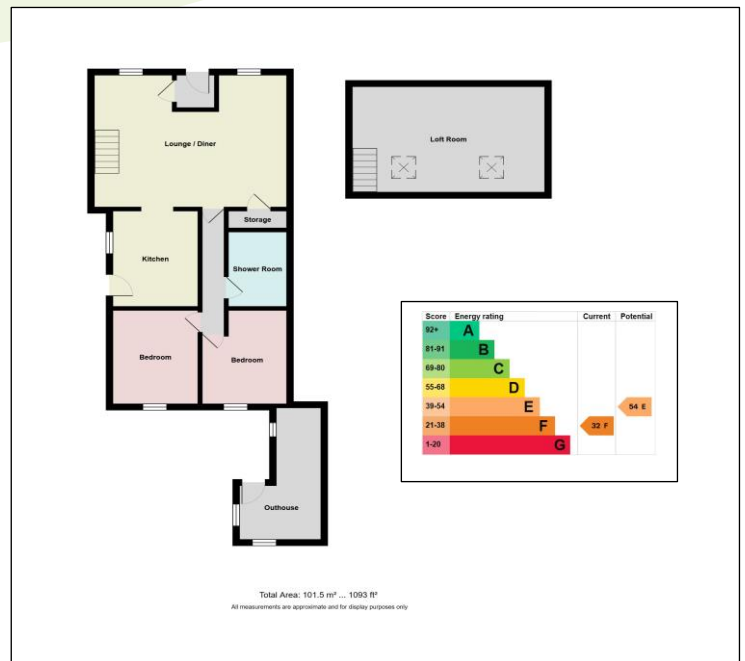 Lounge / Diner
Loft Room
Storage
Kitchen
Shower Room
Bedroom
Bedroom
Outhouse
Score Energy rating Current Potential
92+ A
81-91 B
69-80 C
55-68 D
39-54 E 54 E
21-38 F 32 F
1-20 G
Total Area: 101.5 m² ... 1093 ft²
All measurements are approximate and for display purposes only